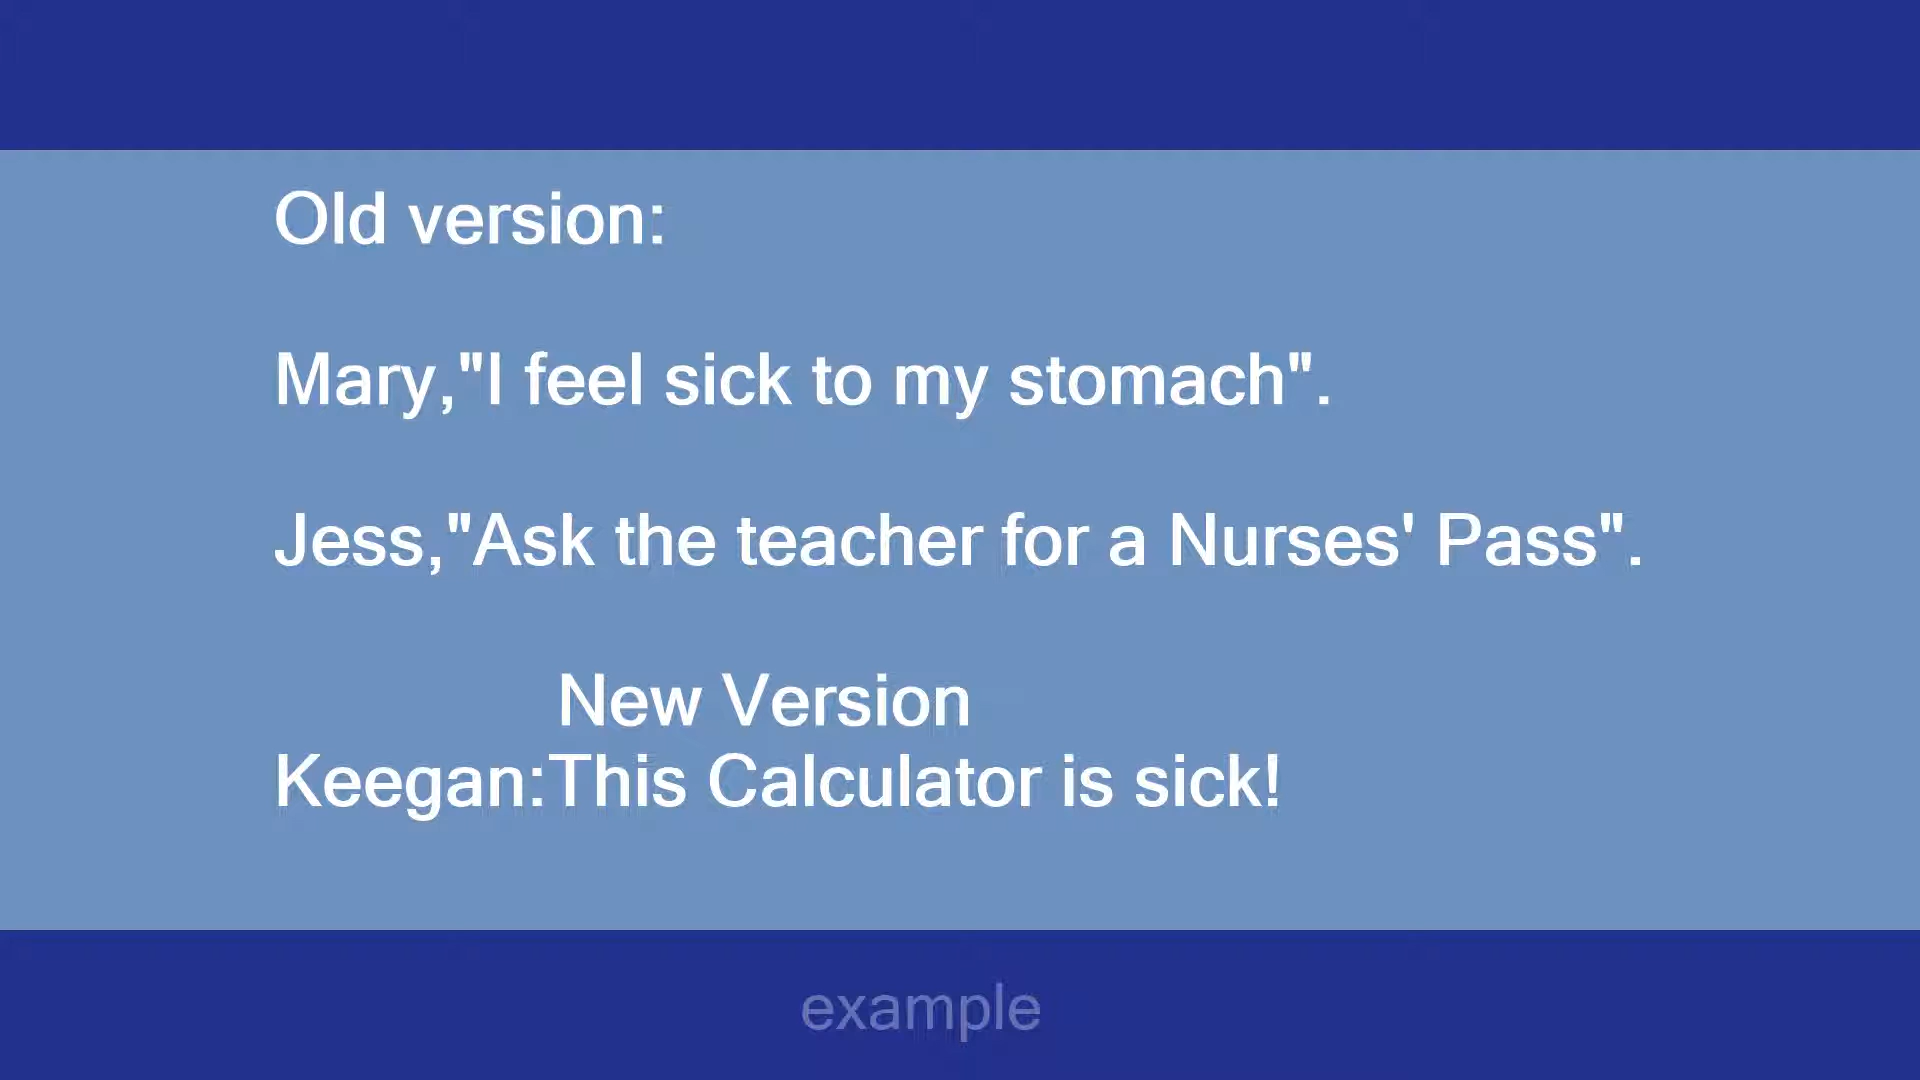 Old version:
Mary,"I feel sick to my stomach".
Jess,"Ask the teacher for a Nurses' Pass".
New Version
Keegan:This Calculator is sick!
example